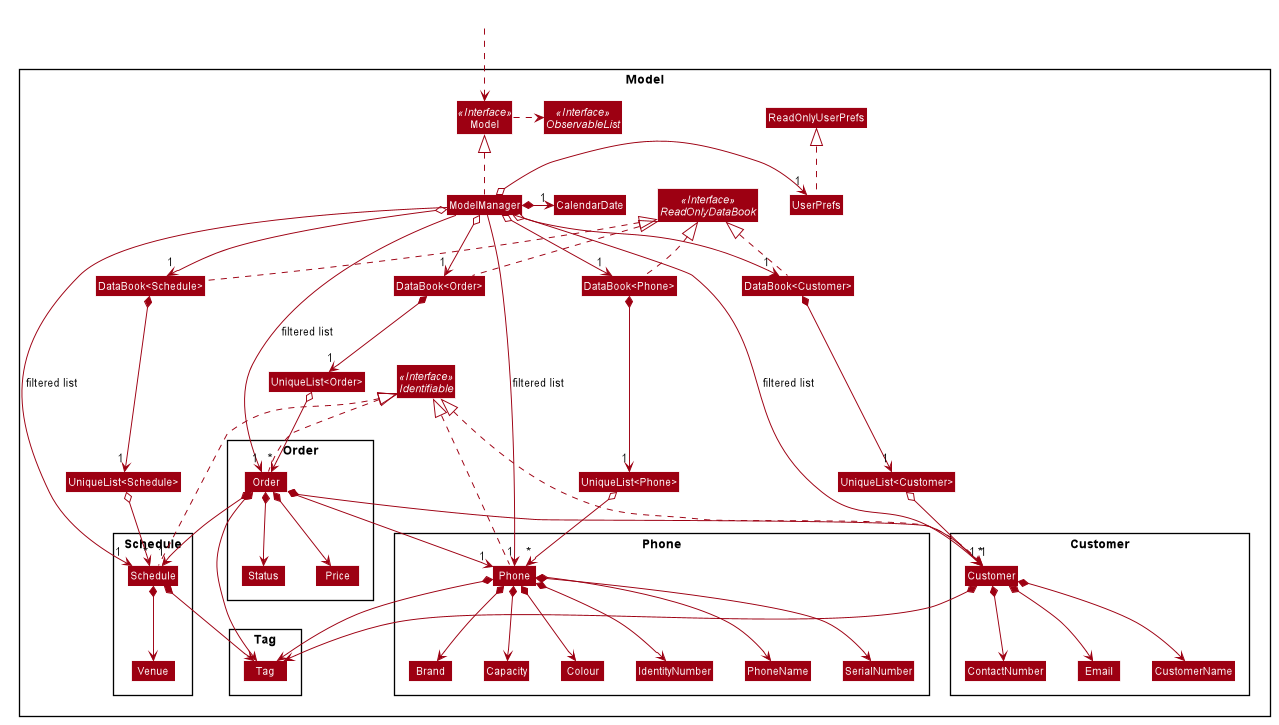 Model
«Interface»
Model
«Interface»
ObservableList
ReadOnlyUserPrefs
ModelManager
1
CalendarDate
«Interface»
ReadOnlyDataBook
1
UserPrefs
1
DataBook<Schedule>
1
DataBook<Order>
1
DataBook<Phone>
1
DataBook<Customer>
filtered list
1
UniqueList<Order>
«Interface»
Identifiable
filtered list
filtered list
filtered list
Order
1
*
Order
1
UniqueList<Schedule>
1
UniqueList<Phone>
1
UniqueList<Customer>
Schedule
Phone
Customer
1
1
Schedule
Status
Price
1
1
*
Phone
1
*
1
Customer
Tag
Venue
Tag
Brand
Capacity
Colour
IdentityNumber
PhoneName
SerialNumber
ContactNumber
Email
CustomerName